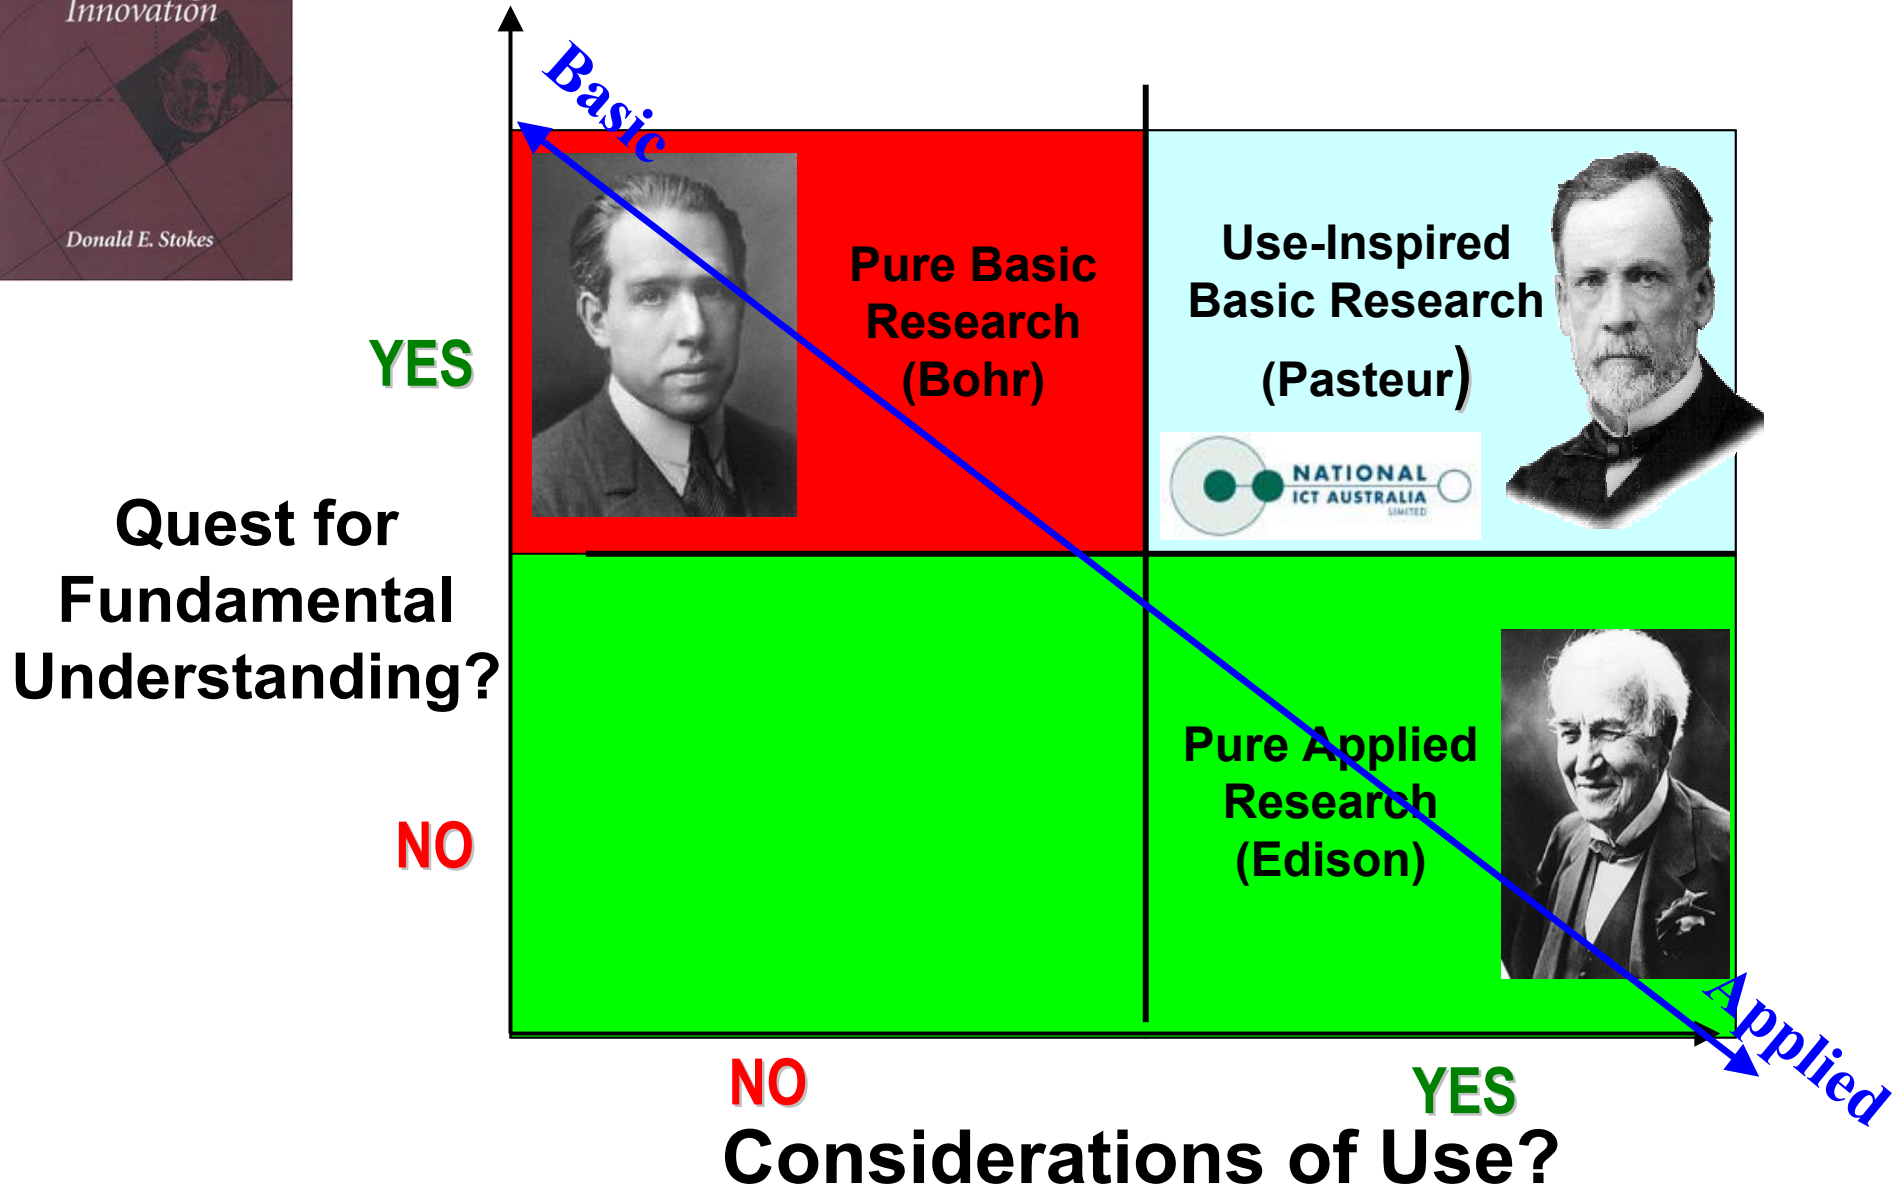 Innovation
Donald E. Stokes
Basic
Pure Basic
Research
(Bohr)
Use-Inspired
Basic Research
(Pasteur)
NATIONAL
ICT AUSTRALIA
LIMITED
YES
Quest for
Fundamental
Understanding?
NO
Pure Applied
Research
(Edison)
Applied
NO
YES
Considerations of Use?